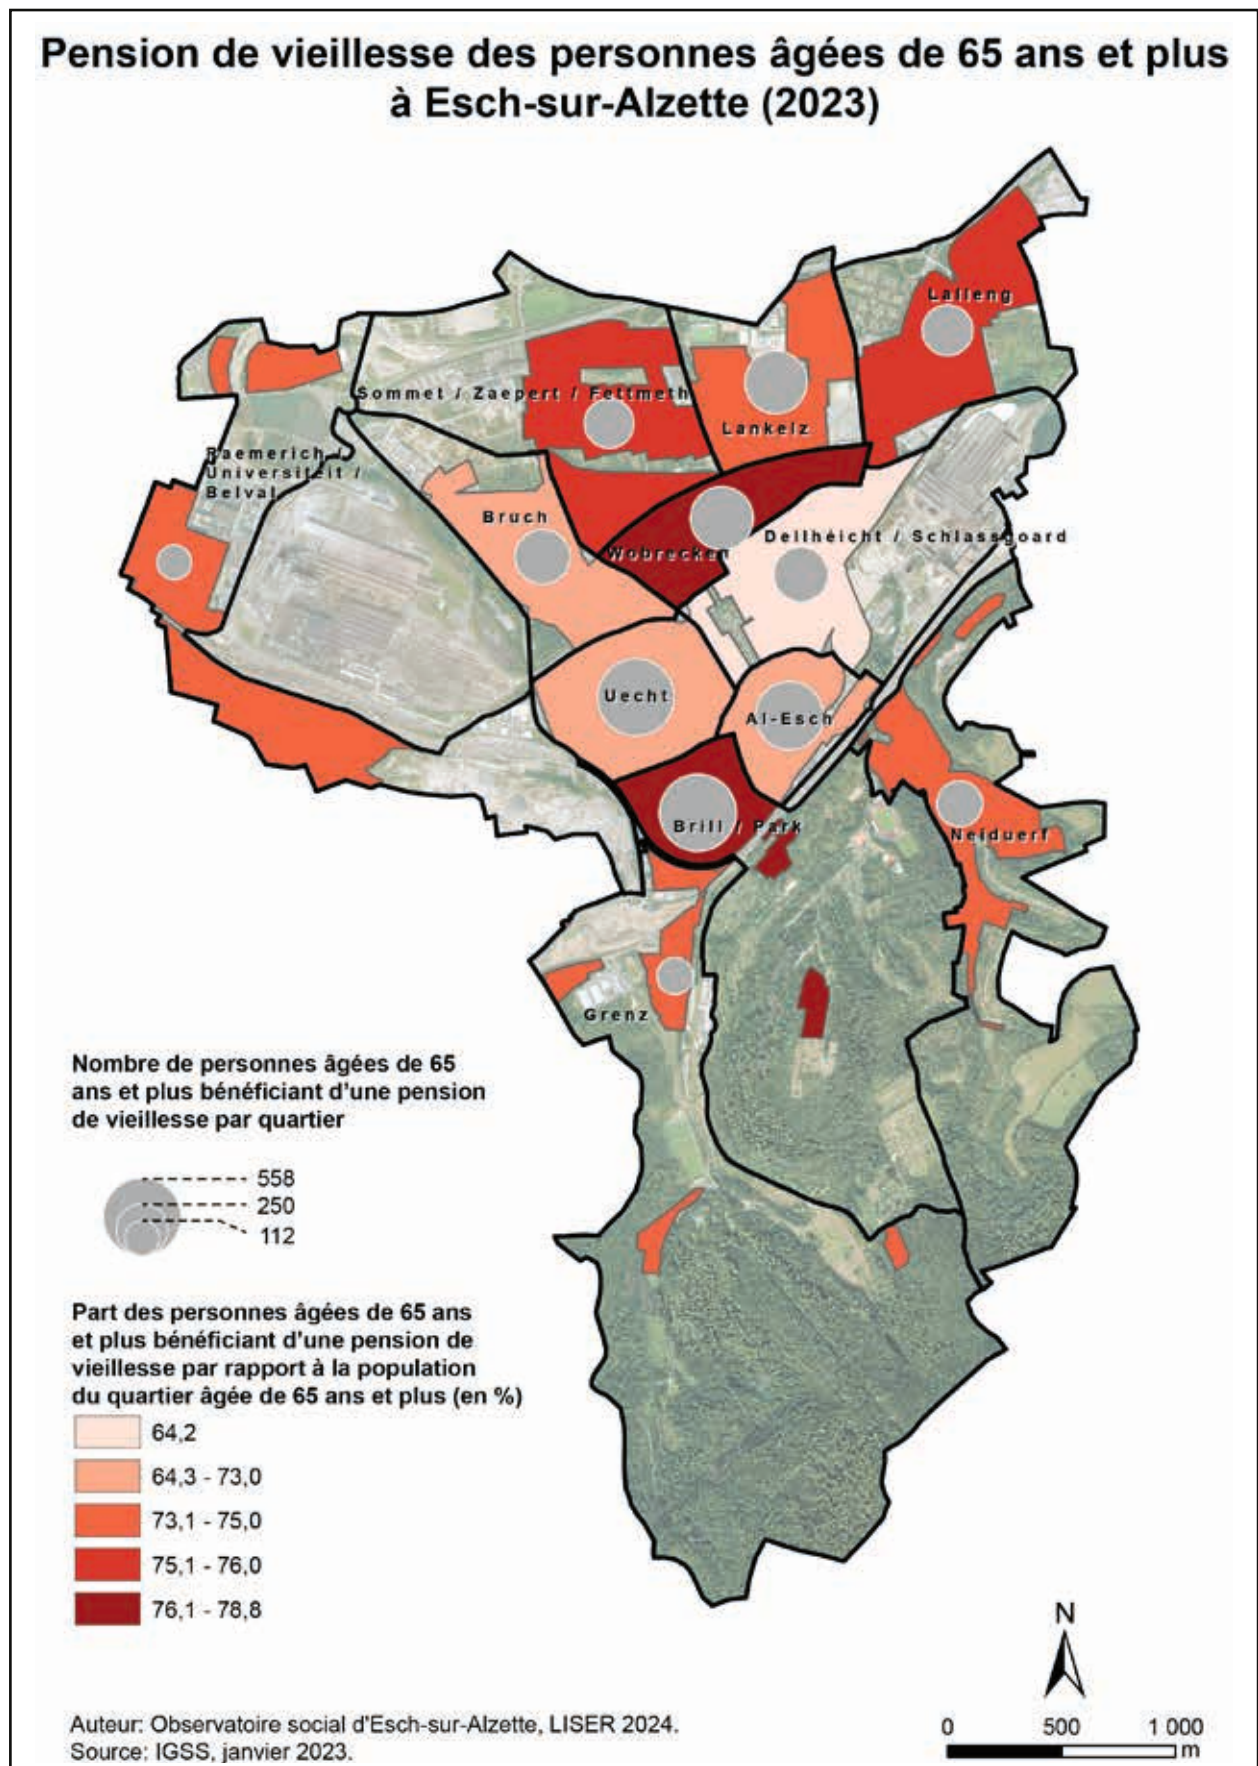 Pension de vieillesse des personnes âgées de 65 ans et plus
à Esch-sur-Alzette (2023)
Lalleng
Sommet / Zaepert / Fettmeth
Lankelz
Raemerich /
Universitéit /
Belval
Bruch
Wobrecken
Dellhéicht / Schlassgoard
Uecht
Al-Esch
Brill / Park
Neiduerf
Grenz
Nombre de personnes âgées de 65
ans et plus bénéficiant d'une pension
de vieillesse par quartier
558
250
112
Part des personnes âgées de 65 ans
et plus bénéficiant d'une pension de
vieillesse par rapport à la population
du quartier âgée de 65 ans et plus (en %)
64,2
64,3 - 73,0
73,1 - 75,0
75,1 - 76,0
76,1 - 78,8
N
Auteur: Observatoire social d'Esch-sur-Alzette, LISER 2024.
Source: IGSS, janvier 2023.
0 500 1 000
m